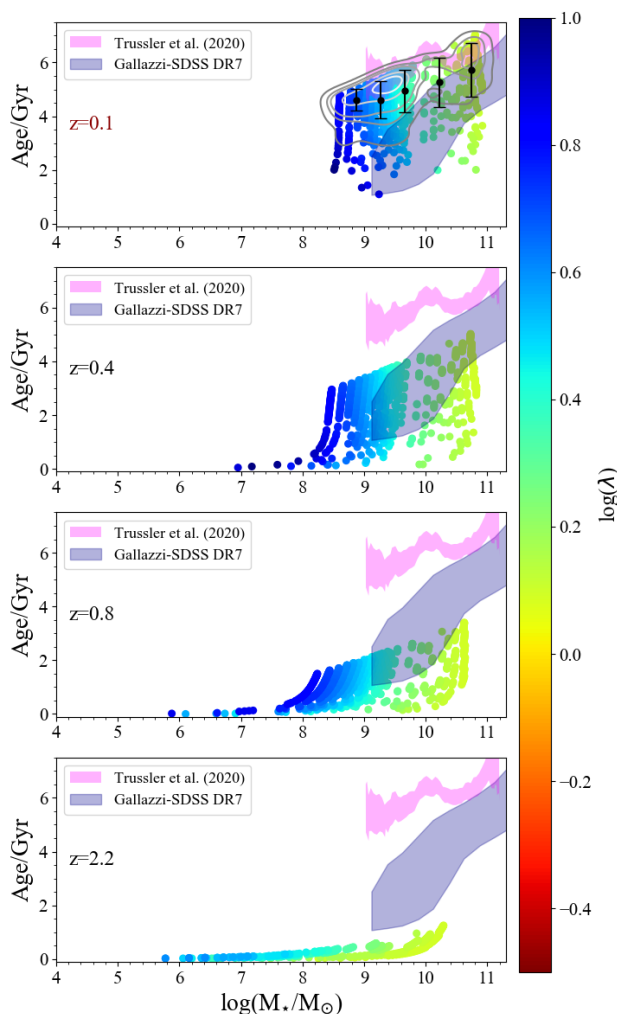 Trussler et al. (2020)
Gallazzi-SDSS DR7
z=0.1
Age/Gyr
6
4
2
0
4 5 6 7 8 9 10 11
Trussler et al. (2020)
Gallazzi-SDSS DR7
z=0.4
Age/Gyr
6
4
2
0
4 5 6 7 8 9 10 11
Trussler et al. (2020)
Gallazzi-SDSS DR7
z=0.8
Age/Gyr
6
4
2
0
4 5 6 7 8 9 10 11
Trussler et al. (2020)
Gallazzi-SDSS DR7
z=2.2
Age/Gyr
6
4
2
0
4 5 6 7 8 9 10 11
log(M⋆/M⊙)
1.0
0.8
0.6
0.4
0.2
0.0
−0.2
−0.4
log(λ)